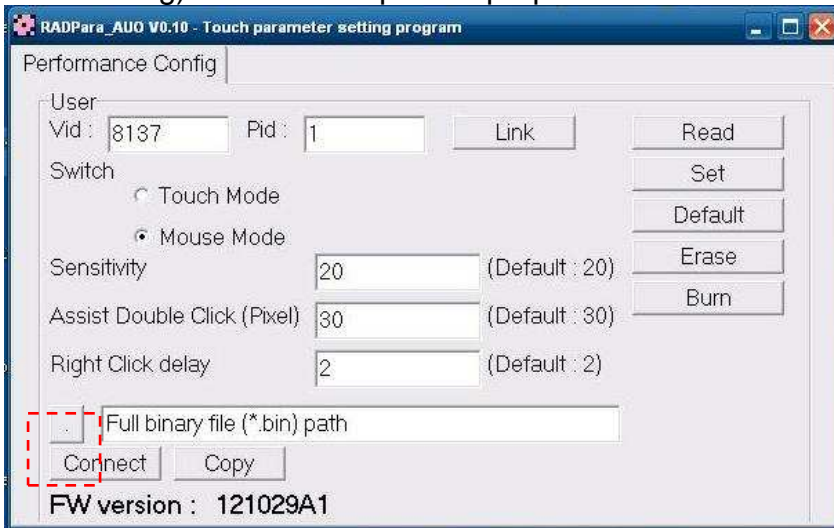 RADPara_AUO V0.10 - Touch parameter setting program
Performance Config
User
Vid : 8137 Pid : 1 Link Read
Switch Set
Touch Mode
Default
Mouse Mode
Sensitivity 20 (Default : 20) Erase
Assist Double Click (Pixel) 30 (Default : 30) Burn
Right Click delay 2 (Default : 2)
. Full binary file (*.bin) path
Connect Copy
FW version : 121029A1